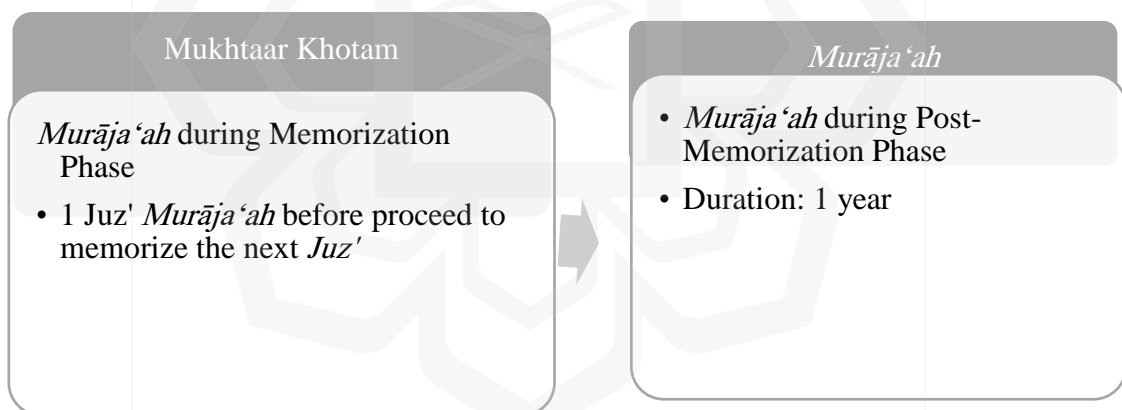 Mukhtaar Khotam
Murāja‘ah during Memorization
Phase
• 1 Juz' Murāja‘ah before proceed to
memorize the next Juz'
Murāja‘ah
• Murāja‘ah during Post-
Memorization Phase
• Duration: 1 year